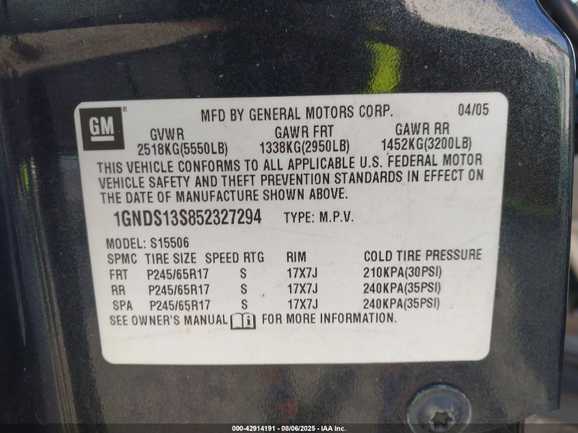 GM
MFD BY GENERAL MOTORS CORP. 04/05
GVWR GAWR FRT GAWR RR
2518KG(5550LB) 1338KG(2950LB) 1452KG(3200LB)
THIS VEHICLE CONFORMS TO ALL APPLICABLE U.S. FEDERAL MOTOR
VEHICLE SAFETY AND THEFT PREVENTION STANDARDS IN EFFECT ON
THE DATE OF MANUFACTURE SHOWN ABOVE.
1GNDS13S852327294 TYPE: M.P.V.
MODEL: S15506
SPMC TIRE SIZE SPEED RTG RIM COLD TIRE PRESSURE
FRT P245/65R17 S 17X7J 210KPA(30PSI)
RR P245/65R17 S 17X7J 240KPA(35PSI)
SPA P245/65R17 S 17X7J 240KPA(35PSI)
SEE OWNER'S MANUAL FOR MORE INFORMATION.
000-42914191 - 08/06/2025 - IAA Inc.